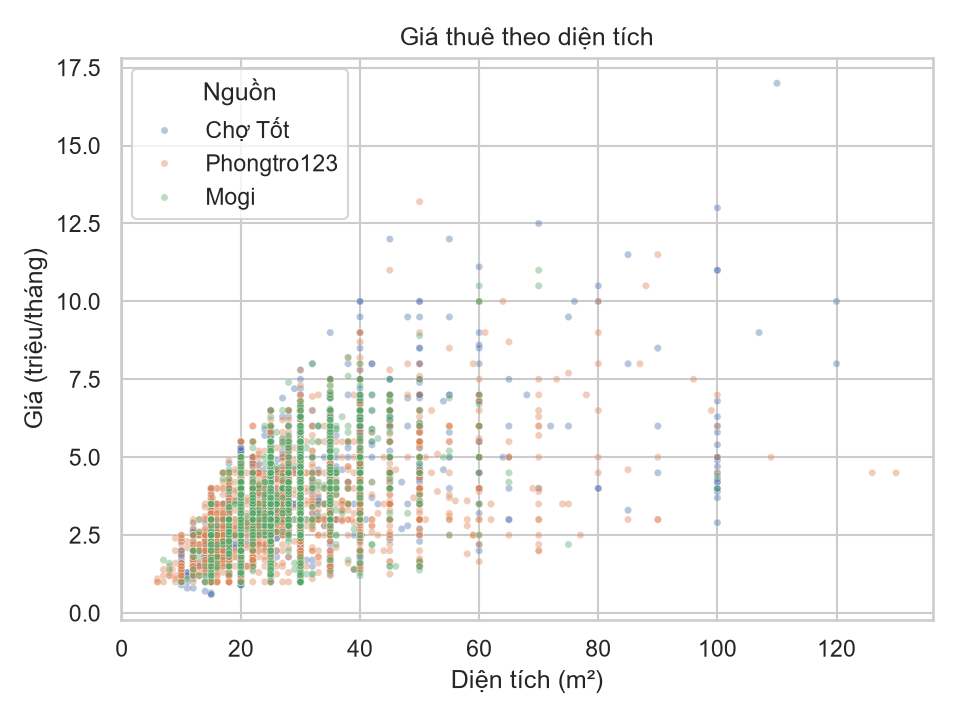 Giá thuê theo diện tích
Nguồn
Chợ Tốt
Phongtro123
Mogi
Giá (triệu/tháng)
17.5
15.0
12.5
10.0
7.5
5.0
2.5
0.0
0 20 40 60 80 100 120
Diện tích (m²)